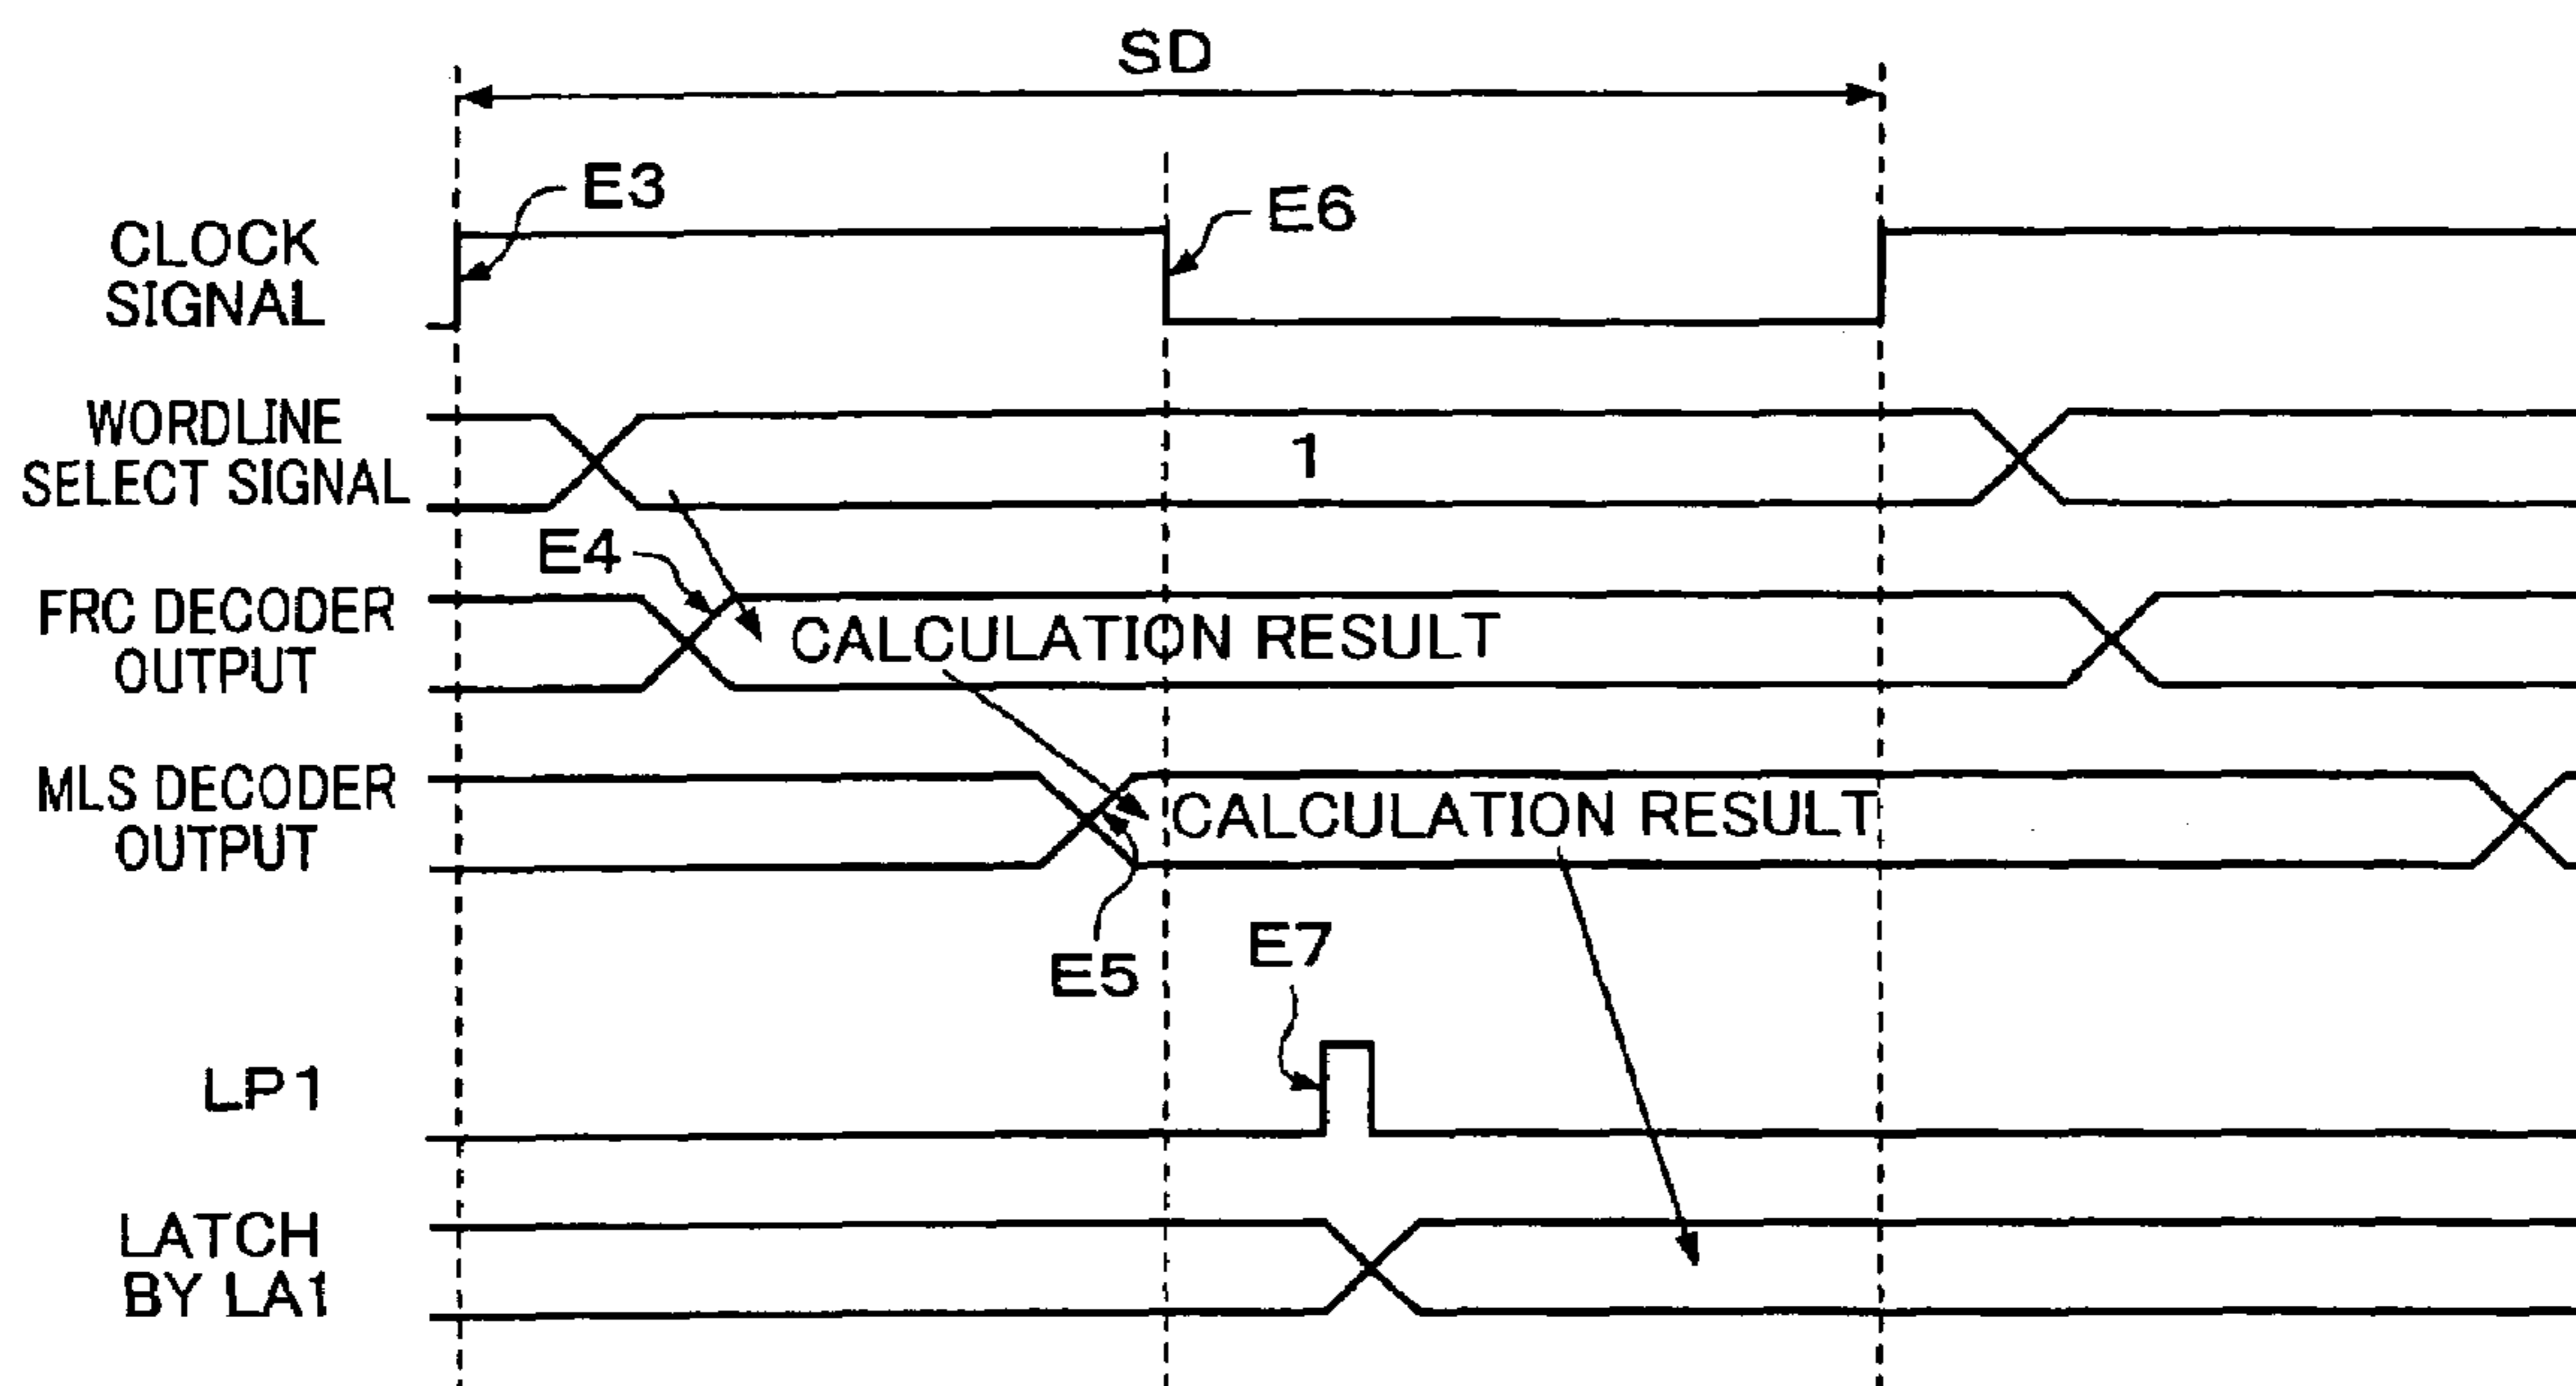 SD
E3
E6
CLOCK
SIGNAL
WORDLINE
SELECT SIGNAL
1
E4
FRC DECODER
OUTPUT
CALCULATION RESULT
MLS DECODER
OUTPUT
CALCULATION RESULT
E5
E7
LP1
LATCH
BY LA1